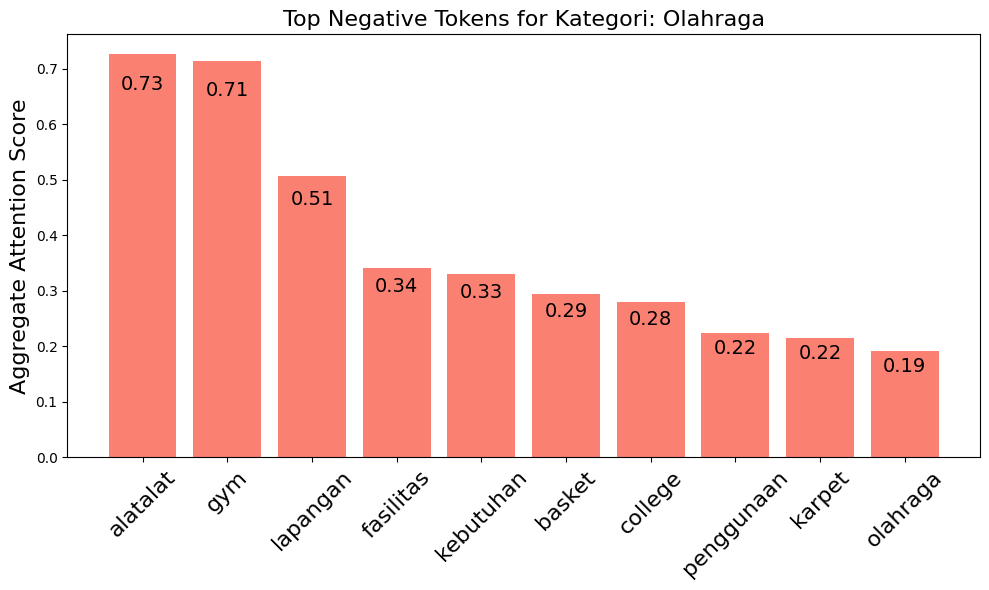 Top Negative Tokens for Kategori: Olahraga
Aggregate Attention Score
0.7
0.6
0.5
0.4
0.3
0.2
0.1
0.0
0.73
0.71
0.51
0.34
0.33
0.29
0.28
0.22
0.22
0.19
alatalat
gym
lapangan
fasilitas
kebutuhan
basket
college
penggunaan
karpet
olahraga